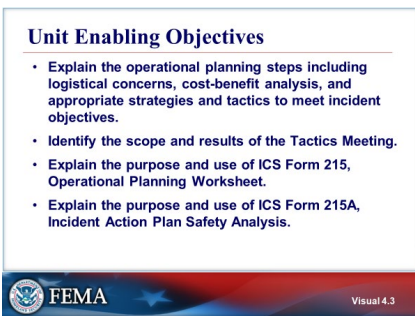 Unit Enabling Objectives
• Explain the operational planning steps including
logistical concerns, cost-benefit analysis, and
appropriate strategies and tactics to meet incident
objectives.
• Identify the scope and results of the Tactics Meeting.
• Explain the purpose and use of ICS Form 215,
Operational Planning Worksheet.
• Explain the purpose and use of ICS Form 215A,
Incident Action Plan Safety Analysis.
FEMA
Visual 4.3